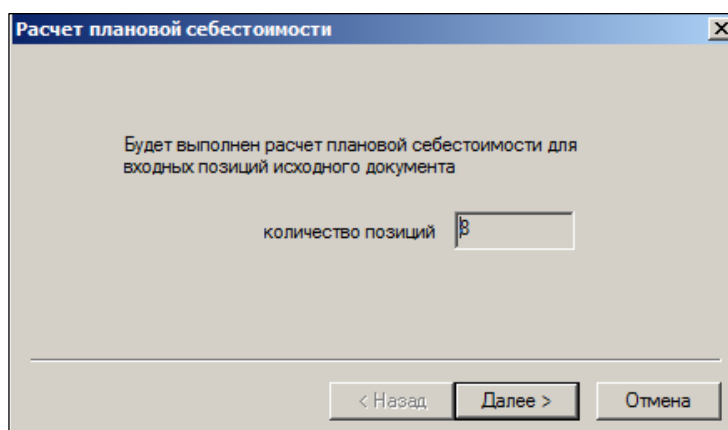 Расчет плановой себестоимости
Будет выполнен расчет плановой себестоимости для
входных позиций исходного документа
количество позиций 8
< Назад Далее > Отмена